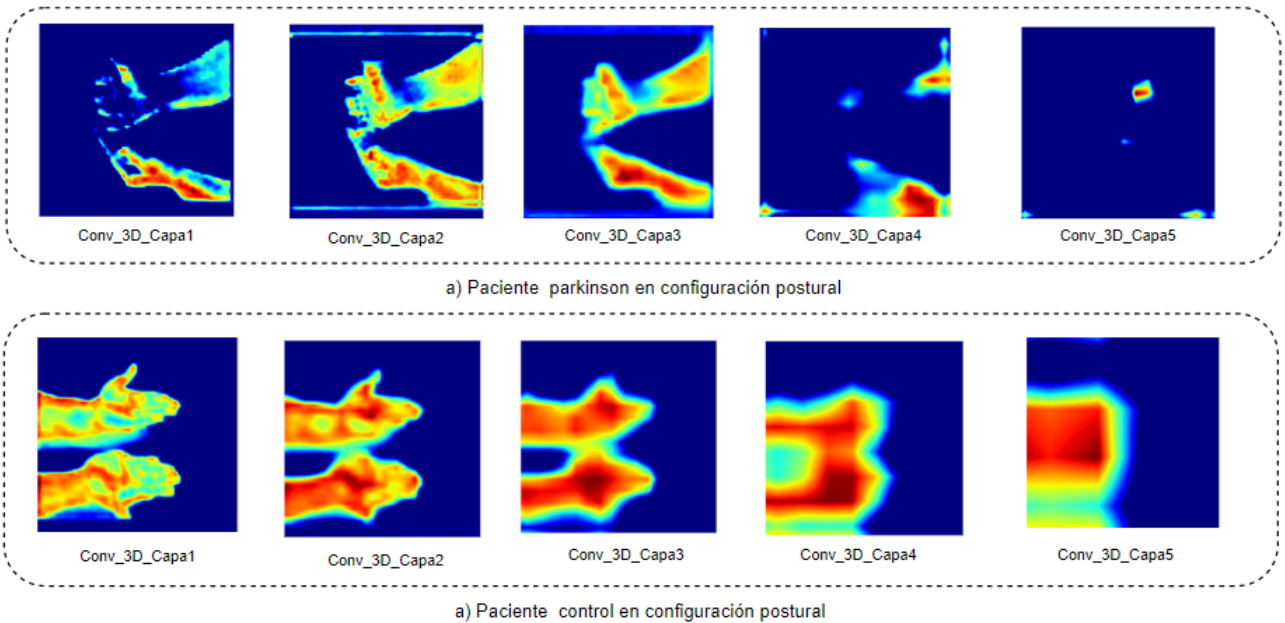 Conv_3D_Capa1 Conv_3D_Capa2 Conv_3D_Capa3 Conv_3D_Capa4 Conv_3D_Capa5
a) Paciente parkinson en configuración postural
Conv_3D_Capa1 Conv_3D_Capa2 Conv_3D_Capa3 Conv_3D_Capa4 Conv_3D_Capa5
a) Paciente control en configuración postural